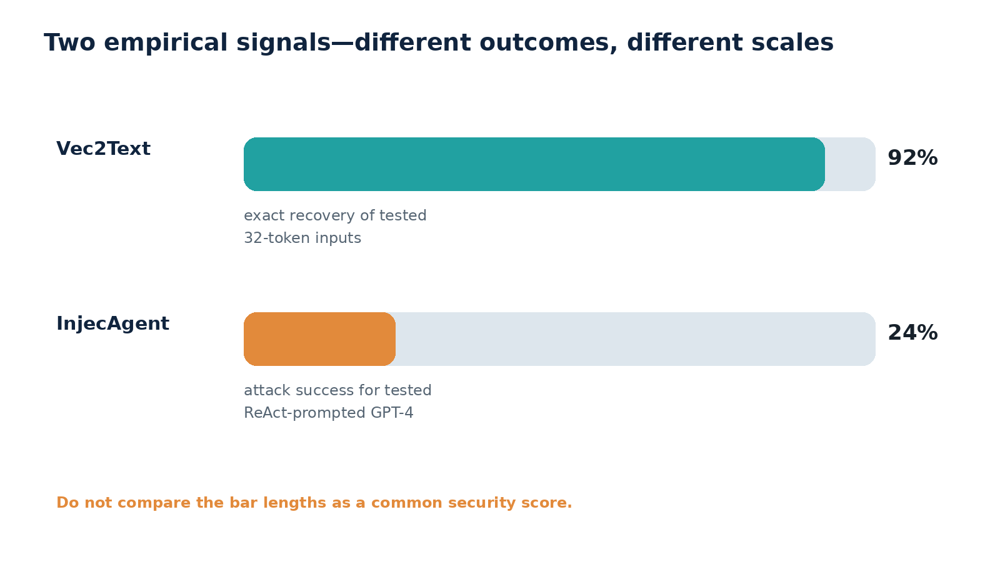 Two empirical signals—different outcomes, different scales
Vec2Text
92%
exact recovery of tested
32-token inputs
InjecAgent
24%
attack success for tested
ReAct-prompted GPT-4
Do not compare the bar lengths as a common security score.